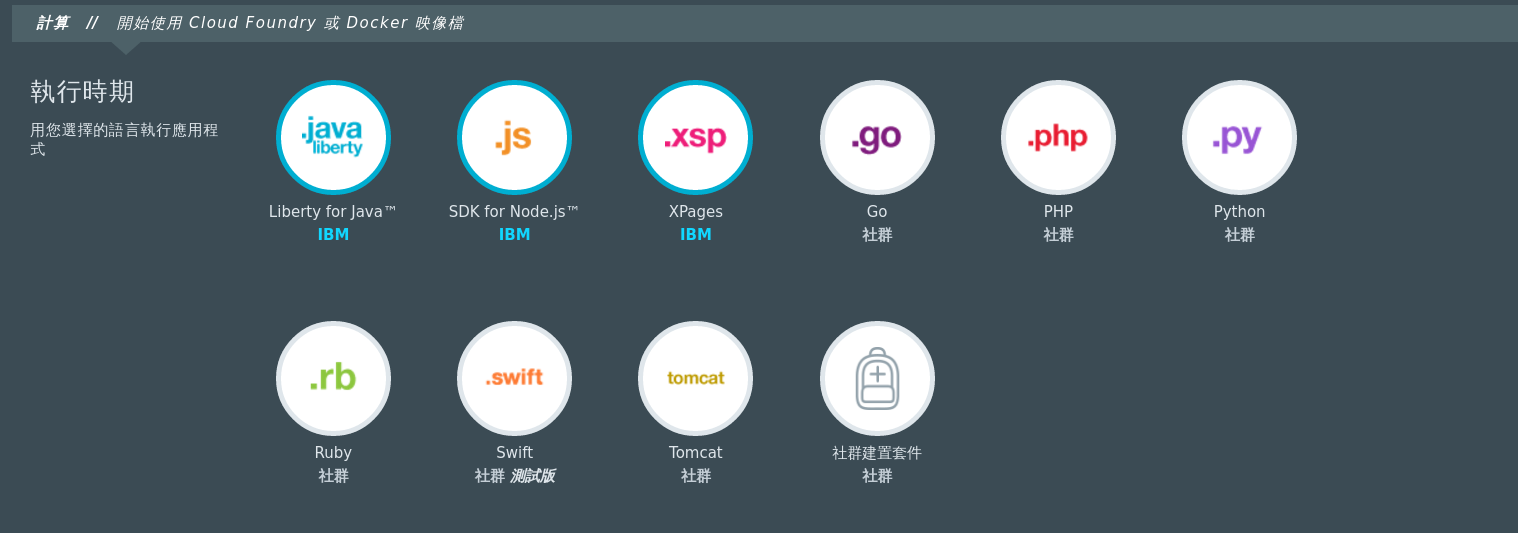 計算 // 開始使用 Cloud Foundry 或 Docker 映像檔
執行時期
用您選擇的語言執行應用程
式
.java
liberty
.js
.xsp
.go
.php
.py
Liberty for Java™
SDK for Node.js™
XPages
Go
PHP
Python
IBM
IBM
IBM
社群
社群
社群
.rb
.swift
tomcat
Ruby
Swift
Tomcat
社群建置套件
社群
社群 測試版
社群
社群